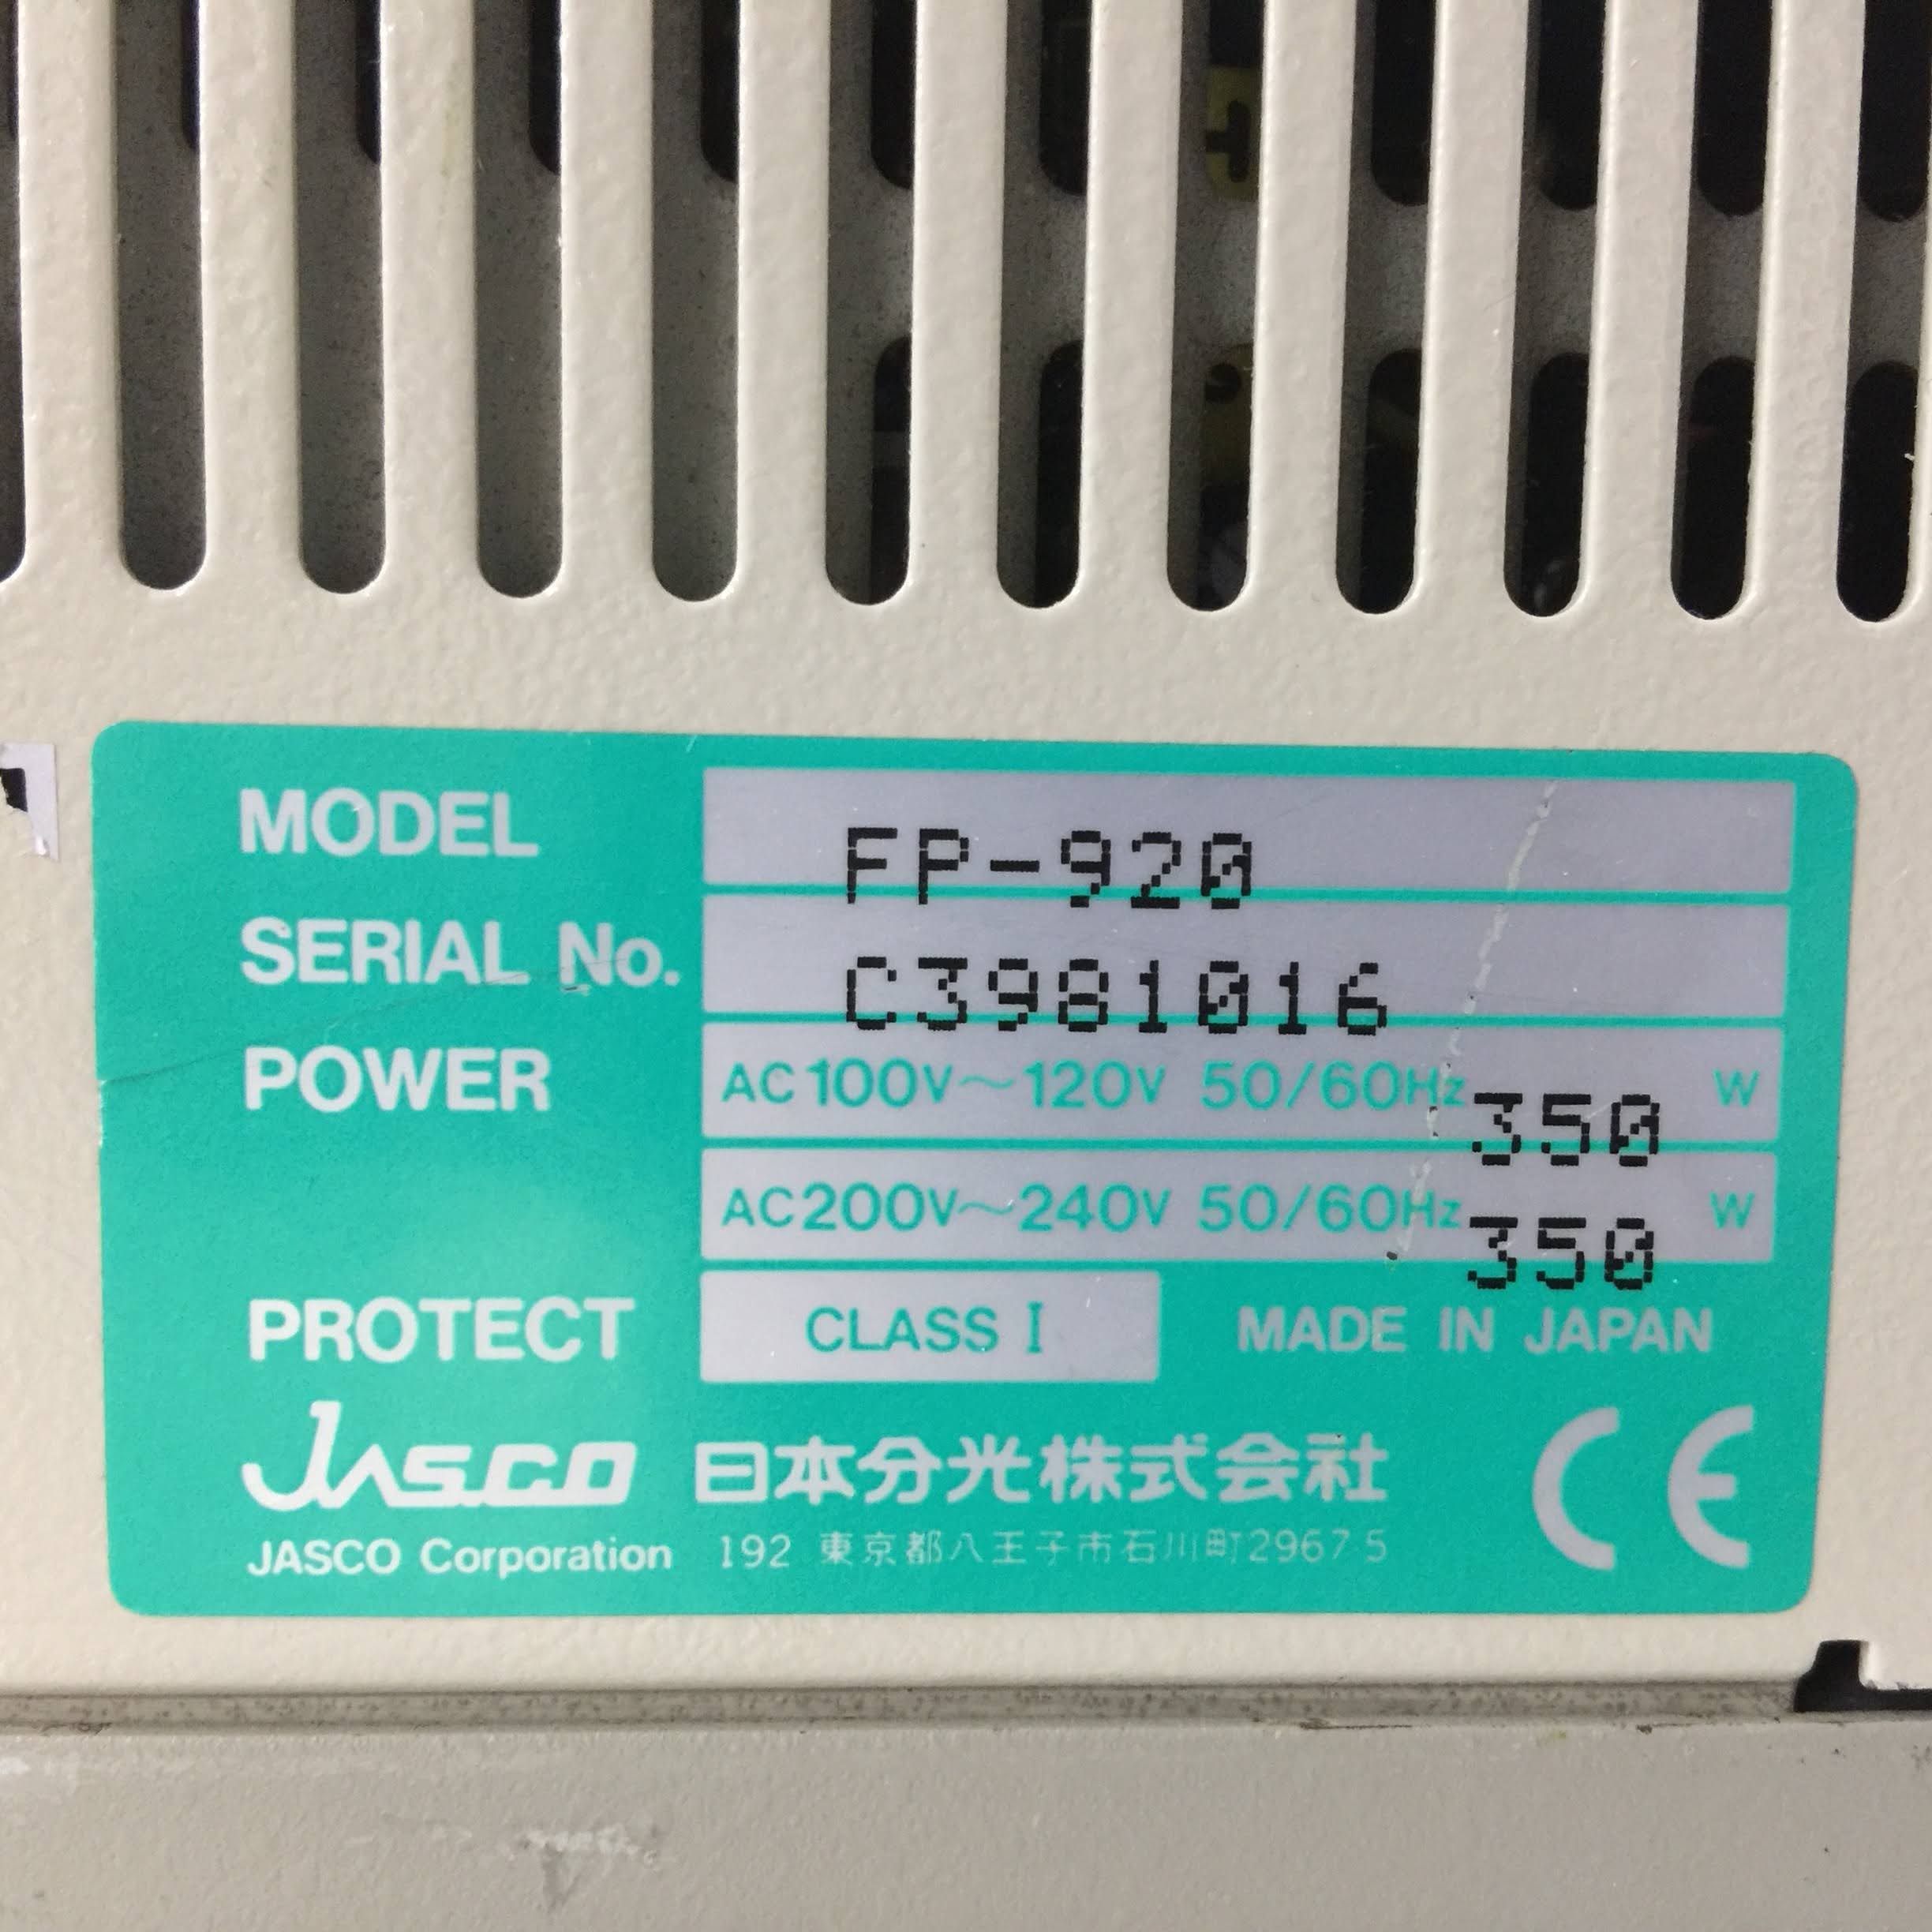 MODEL FP-920
SERIAL No. C3981016
POWER AC100V~120V 50/60Hz 350 W
AC200V~240V 50/60Hz 350 W
PROTECT CLASS I MADE IN JAPAN
JASCO 日本分光株式会社 CE
JASCO Corporation 192 東京都八王子市石川町2967-5